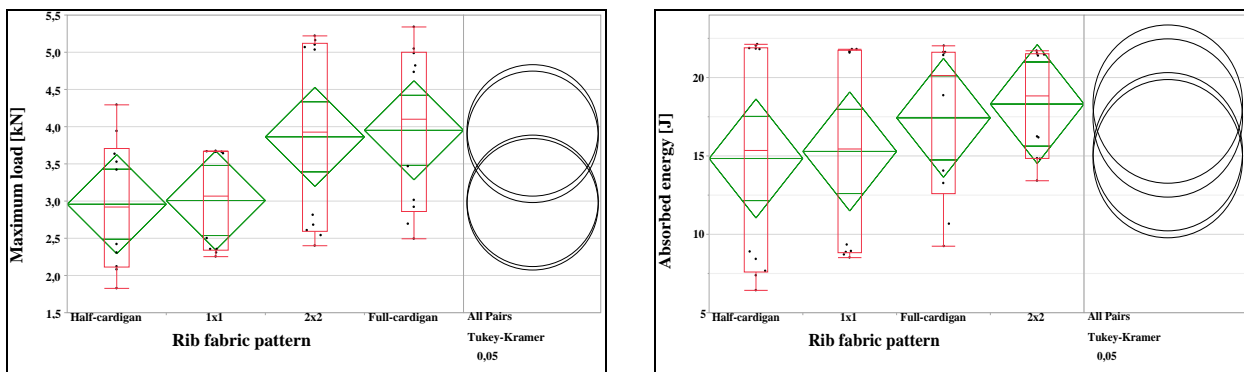 Maximum load [kN]
5,5
5,0
4,5
4,0
3,5
3,0
2,5
2,0
1,5
Half-cardigan 1x1 2x2 Full-cardigan All Pairs
Rib fabric pattern Tukey-Kramer
0,05
Absorbed energy [J]
20
15
10
5
Half-cardigan 1x1 Full-cardigan 2x2 All Pairs
Rib fabric pattern Tukey-Kramer
0,05